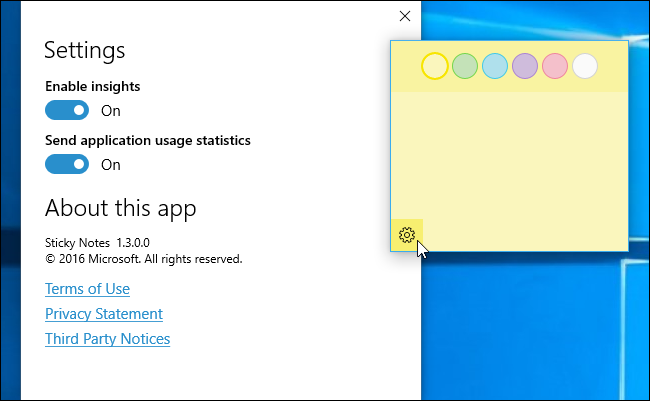 Settings
Enable insights
On
Send application usage statistics
On
About this app
Sticky Notes 1.3.0.0
© 2016 Microsoft. All rights reserved.
Terms of Use
Privacy Statement
Third Party Notices